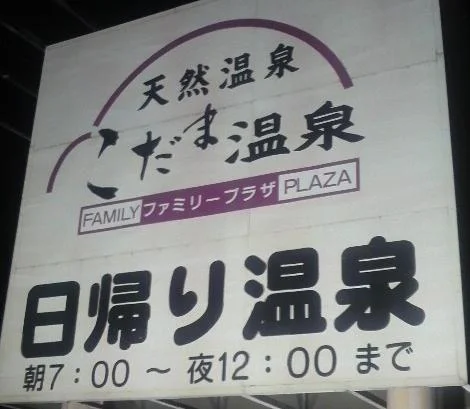 天然温泉
こだま温泉
FAMILY ファミリープラザ PLAZA
日帰り温泉
朝7：00 ～ 夜12：00 まで